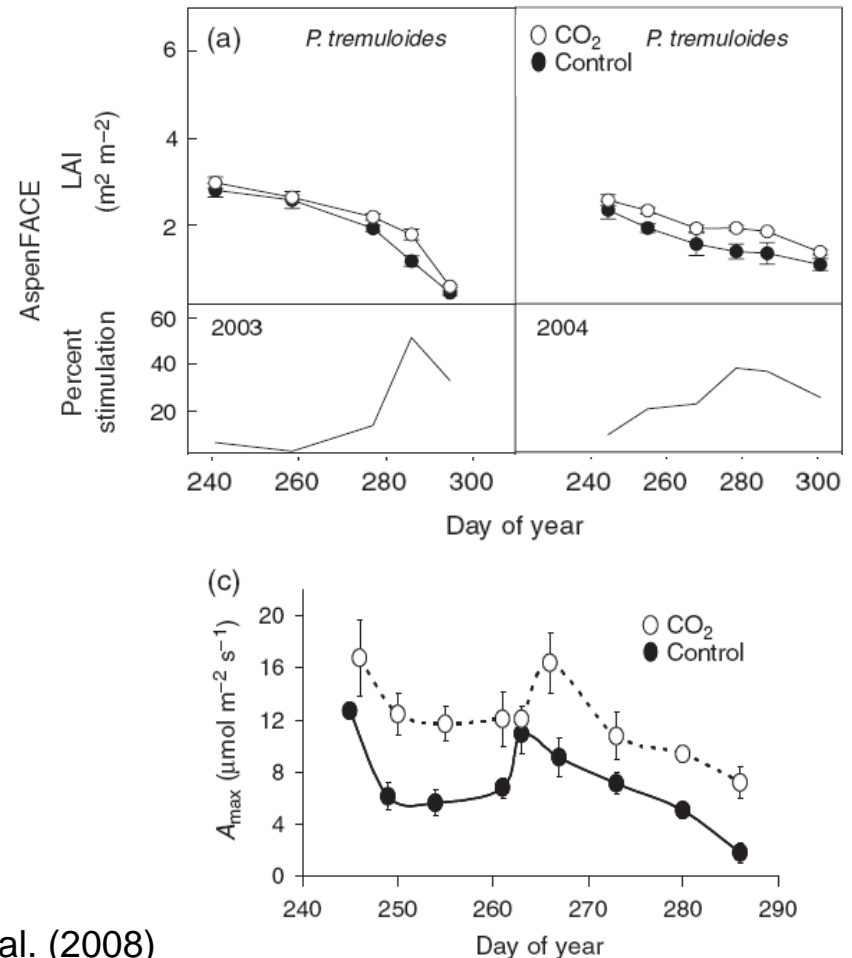 (a) P. tremuloides
○ CO₂ P. tremuloides
● Control
6
4
2
LAI
(m² m⁻²)
AspenFACE
Percent
stimulation
60
40
20
2003
2004
240 260 280 300
240 260 280 300
Day of year
(c)
○ CO₂
● Control
20
16
12
8
4
0
Amax (µmol m⁻² s⁻¹)
240 250 260 270 280 290
Day of year
al. (2008)